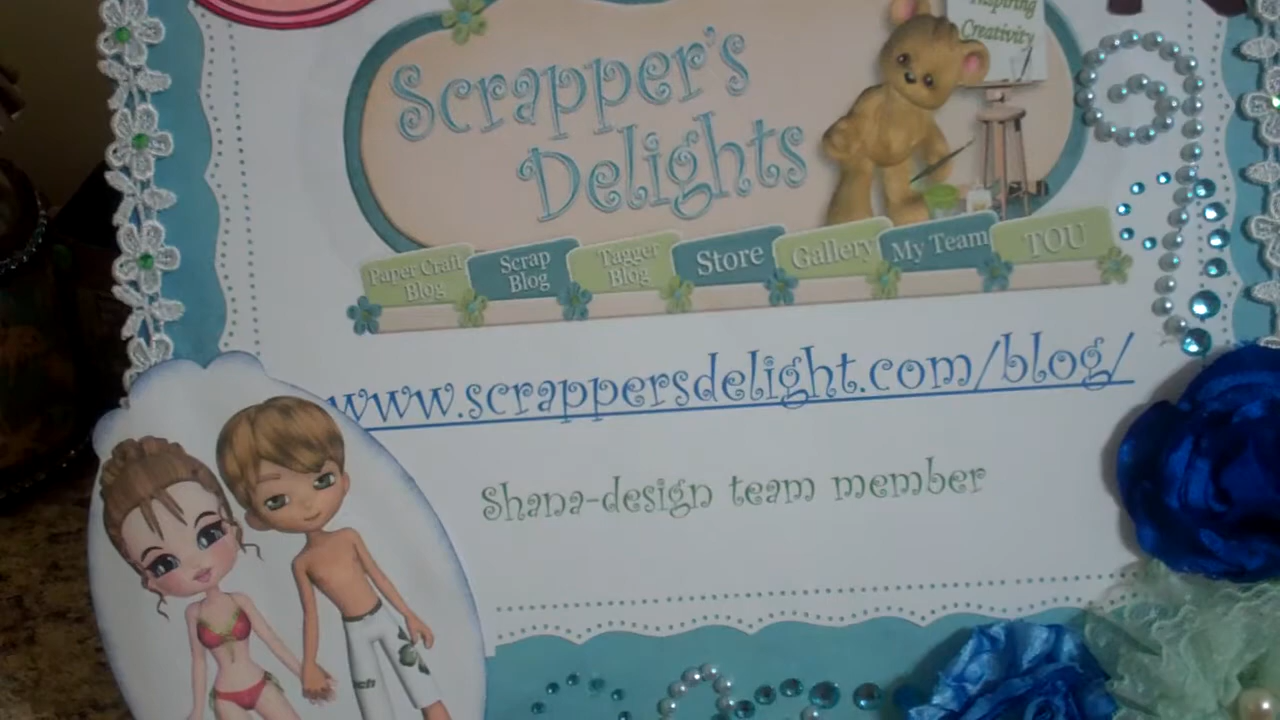 Inspiring
Creativity
Scrapper's
Delights
Paper Craft
Blog
Scrap
Blog
Tagger
Blog
Store
Gallery
My Team
TOU
www.scrappersdelight.com/blog/
Shana-design team member